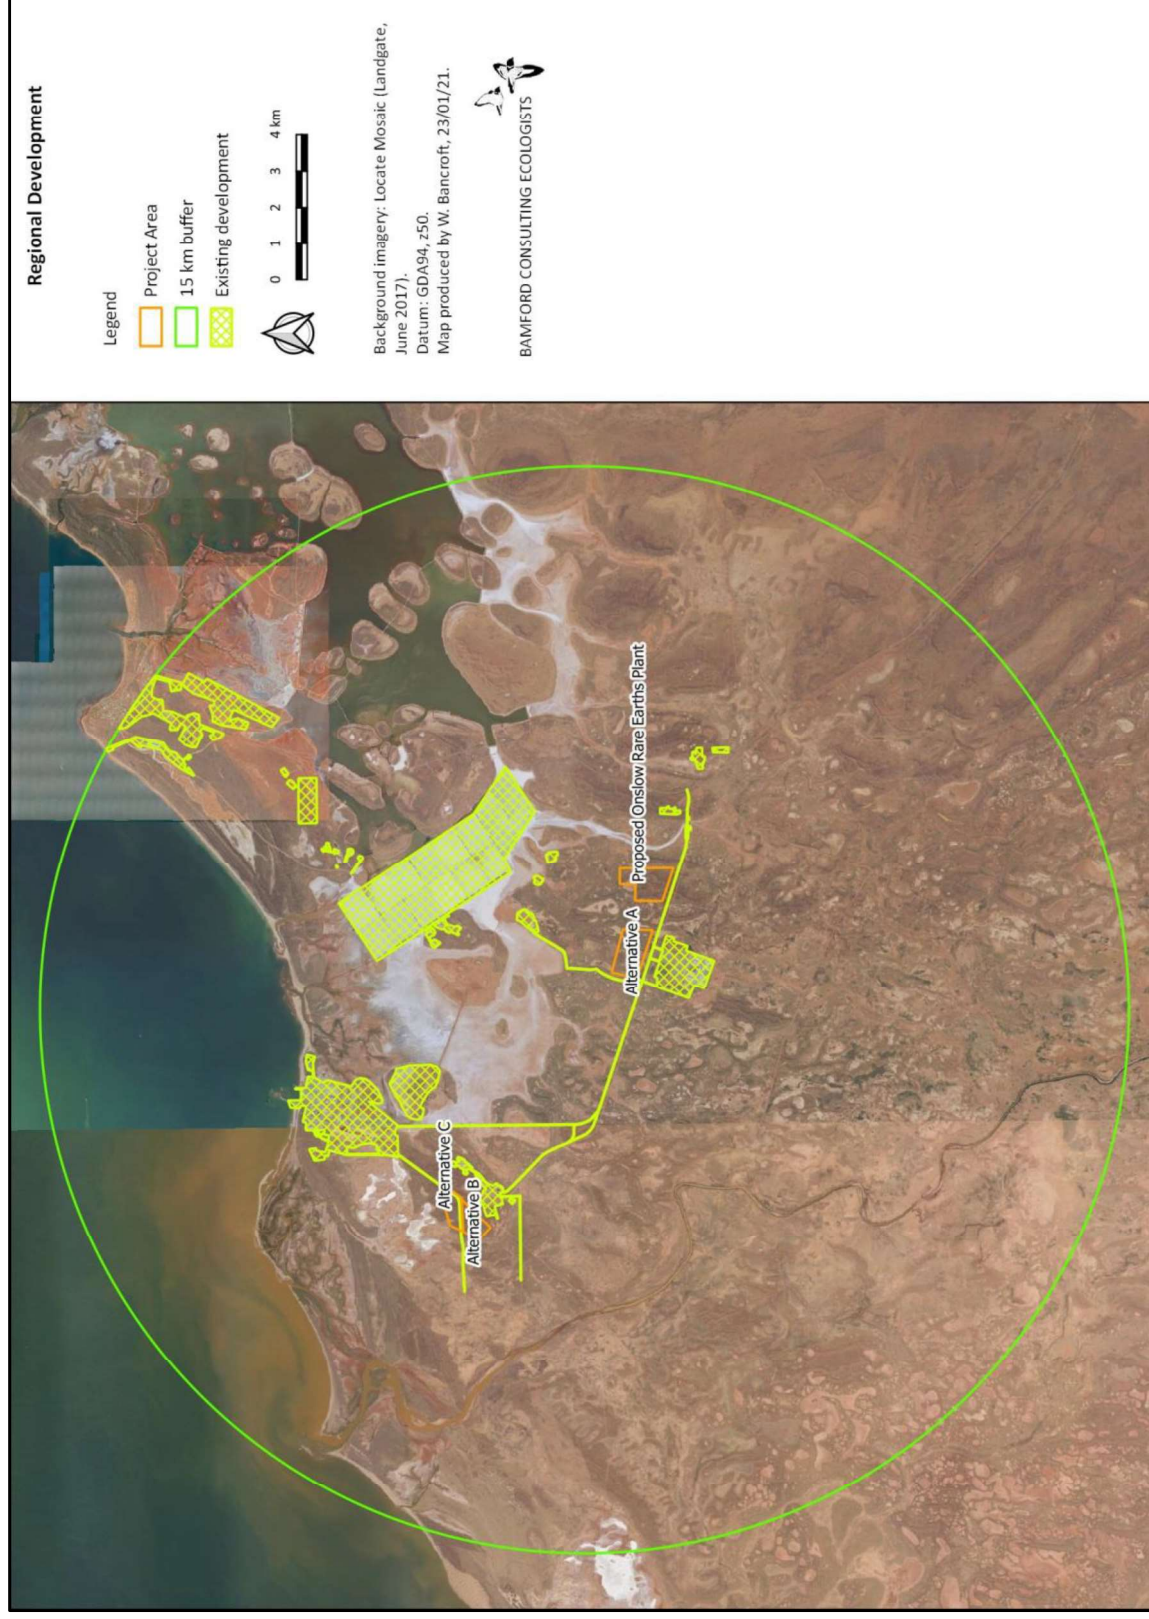 Regional Development
Legend
Project Area
15 km buffer
Existing development
0 1 2 3 4 km
Background imagery: Locate Mosaic (Landgate,
June 2017).
Datum: GDA94, z50.
Map produced by W. Bancroft, 23/01/21.
BAMFORD CONSULTING ECOLOGISTS
Alternative C
Alternative B
Alternative A
Proposed Onslow Rare Earths Plant